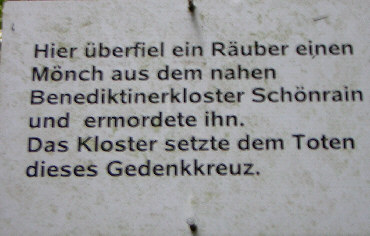 Hier überfiel ein Räuber einen
Mönch aus dem nahen
Benediktinerkloster Schönrain
und ermordete ihn.
Das Kloster setzte dem Toten
dieses Gedenkkreuz.